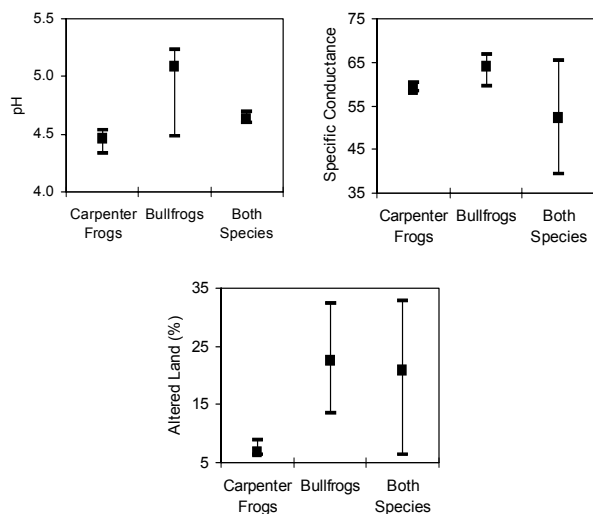 5.5
5.0
4.5
4.0
pH
Carpenter Frogs
Bullfrogs
Both Species
75
65
55
45
35
Specific Conductance
Carpenter Frogs
Bullfrogs
Both Species
35
25
15
5
Altered Land (%)
Carpenter Frogs
Bullfrogs
Both Species